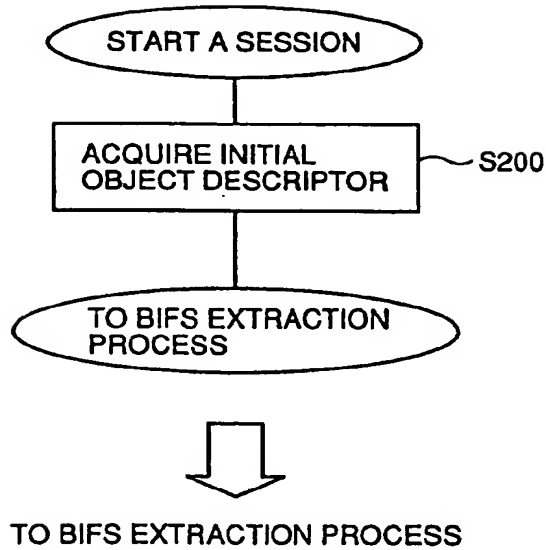 START A SESSION
ACQUIRE INITIAL
OBJECT DESCRIPTOR
S200
TO BIFS EXTRACTION
PROCESS
TO BIFS EXTRACTION PROCESS